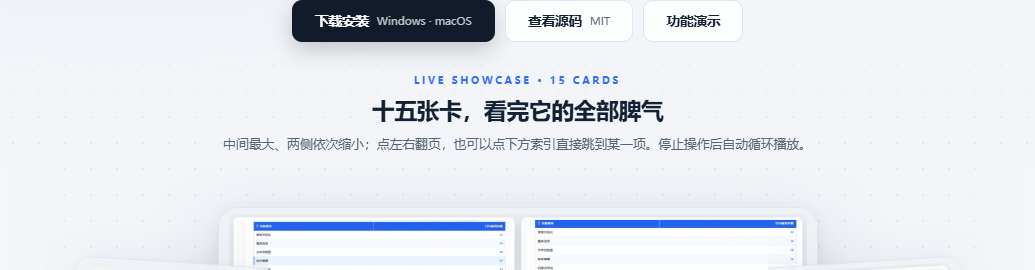 下载安装 Windows · macOS
查看源码 MIT
功能演示
LIVE SHOWCASE • 15 CARDS
十五张卡，看完它的全部脾气
中间最大、两侧依次缩小；点左右翻页，也可以点下方索引直接跳到某一项。停止操作后自动循环播放。